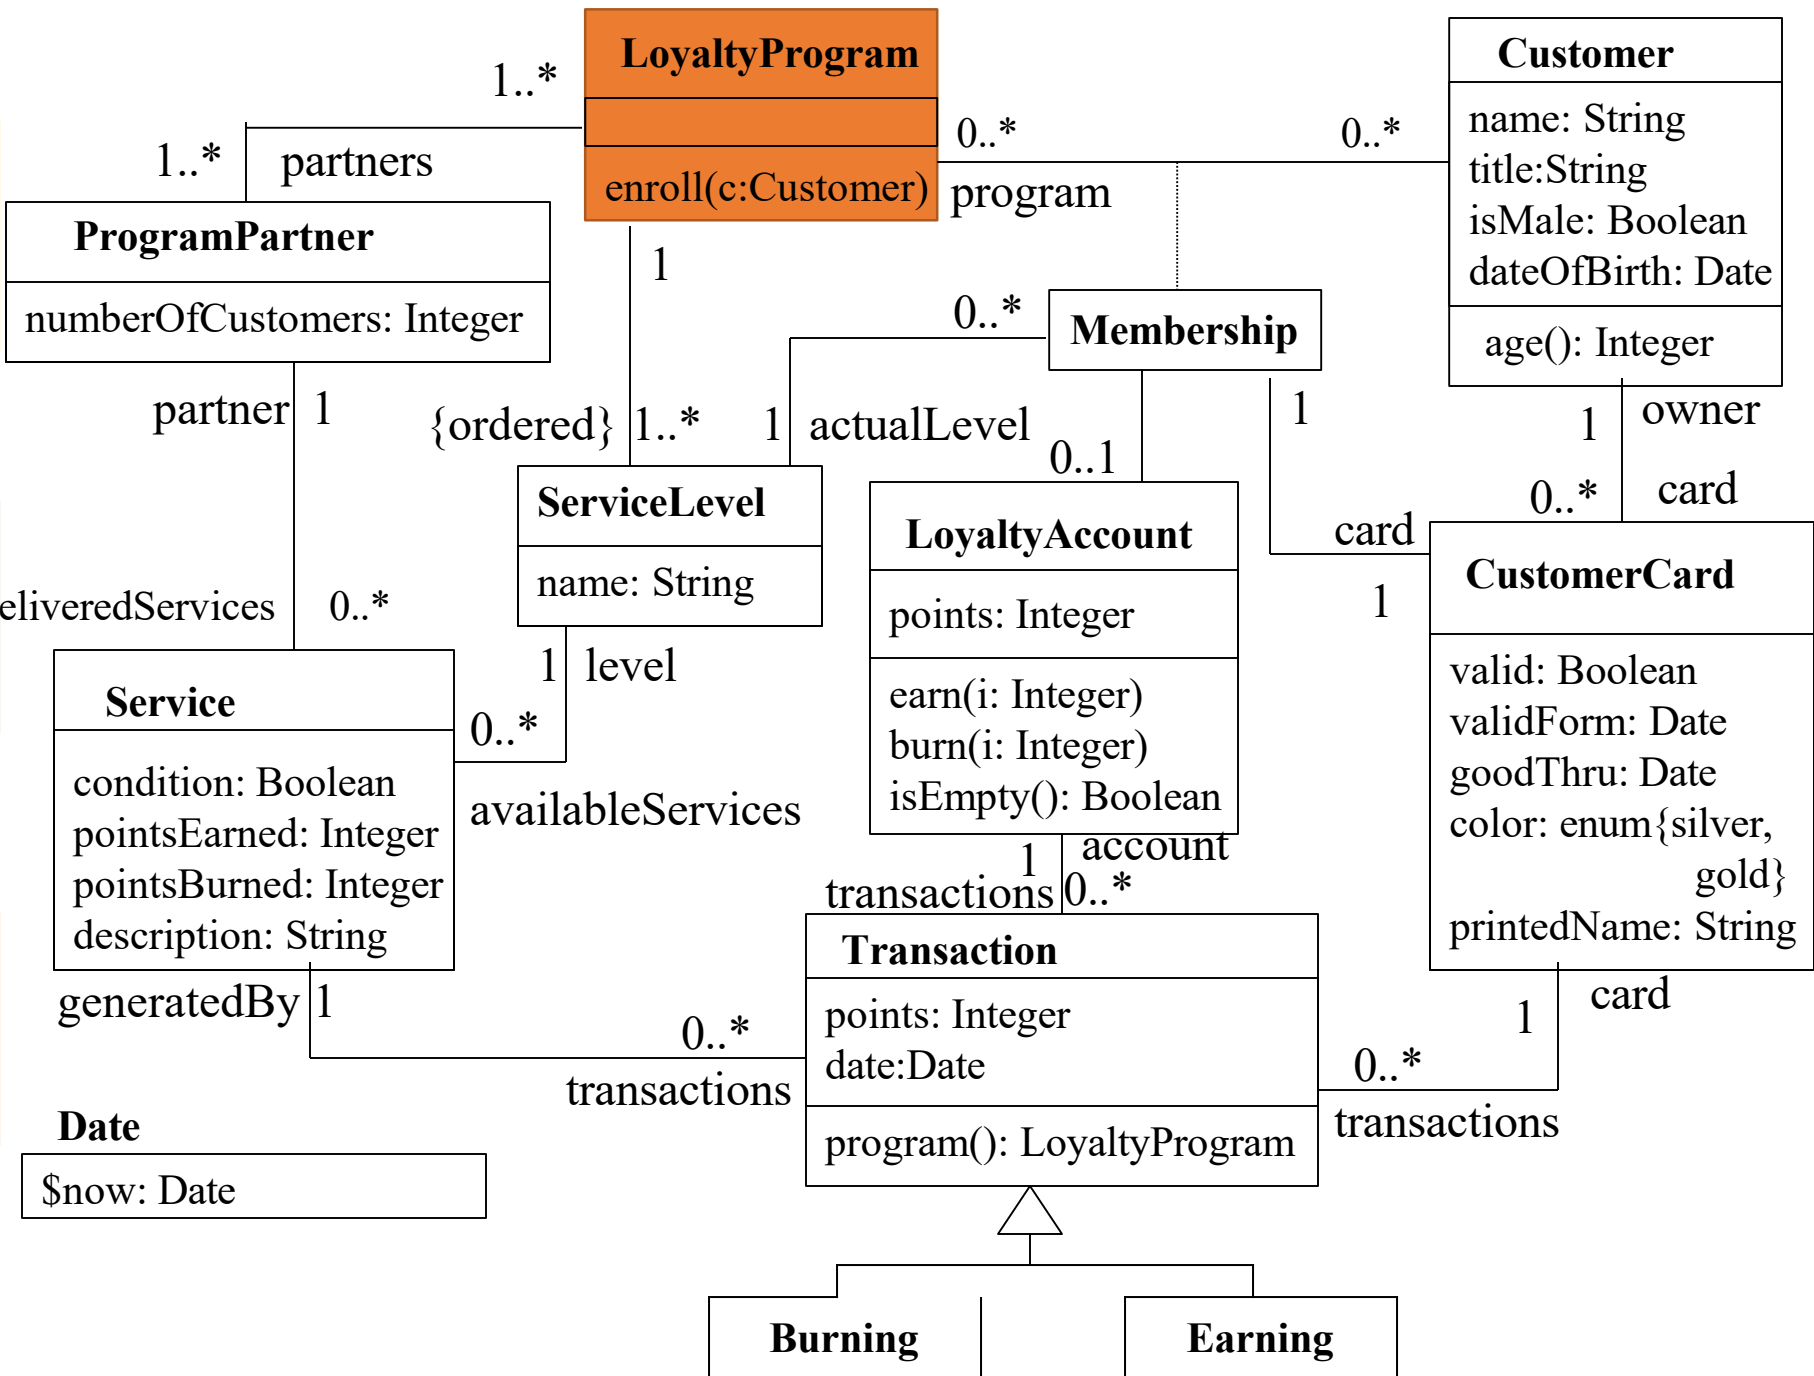 LoyaltyProgram
enroll(c:Customer)
Customer
name: String
title:String
isMale: Boolean
dateOfBirth: Date
age(): Integer
1..*
1..*
partners
0..*
0..*
program
ProgramPartner
numberOfCustomers: Integer
1
0..*
Membership
partner
1
{ordered}
1..*
1
actualLevel
0..1
1
1
owner
0..*
card
ServiceLevel
name: String
LoyaltyAccount
points: Integer
earn(i: Integer)
burn(i: Integer)
isEmpty(): Boolean
card
1
CustomerCard
valid: Boolean
validForm: Date
goodThru: Date
color: enum{silver,
gold}
printedName: String
eliveredServices
0..*
1
level
0..*
availableServices
Service
condition: Boolean
pointsEarned: Integer
pointsBurned: Integer
description: String
1
account
transactions
0..*
Transaction
points: Integer
date:Date
program(): LoyaltyProgram
generatedBy
1
0..*
transactions
card
1
0..*
transactions
Date
$now: Date
Burning
Earning